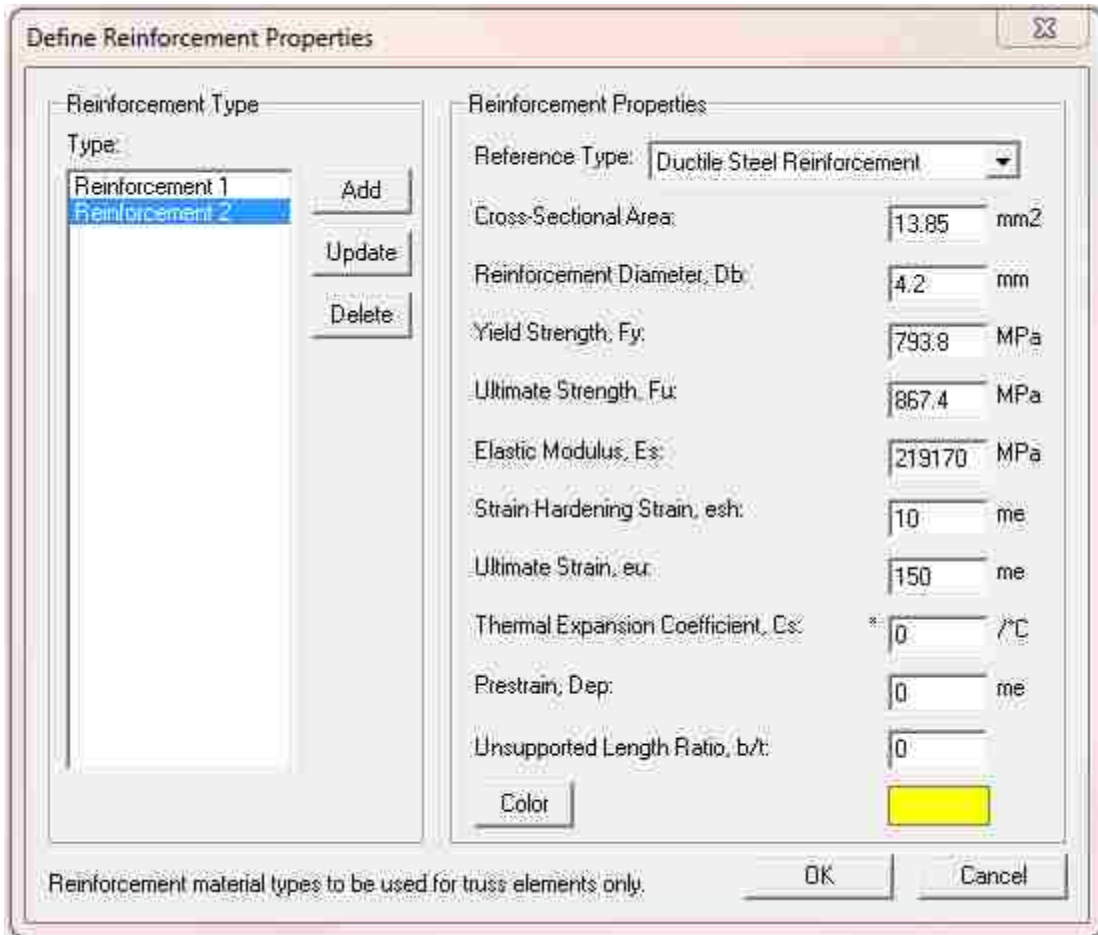 Define Reinforcement Properties
Reinforcement Type
Type:
Reinforcement 1
Reinforcement 2
Add
Update
Delete
Reinforcement Properties
Reference Type: Ductile Steel Reinforcement
Cross-Sectional Area: 13.85 mm2
Reinforcement Diameter, Db: 4.2 mm
Yield Strength, Fy: 793.8 MPa
Ultimate Strength, Fu: 867.4 MPa
Elastic Modulus, Es: 219170 MPa
Strain Hardening Strain, esh: 10 me
Ultimate Strain, eu: 150 me
Thermal Expansion Coefficient, Cs: * 0 /°C
Prestrain, Dep: 0 me
Unsupported Length Ratio, b/t: 0
Color
Reinforcement material types to be used for truss elements only.
OK
Cancel